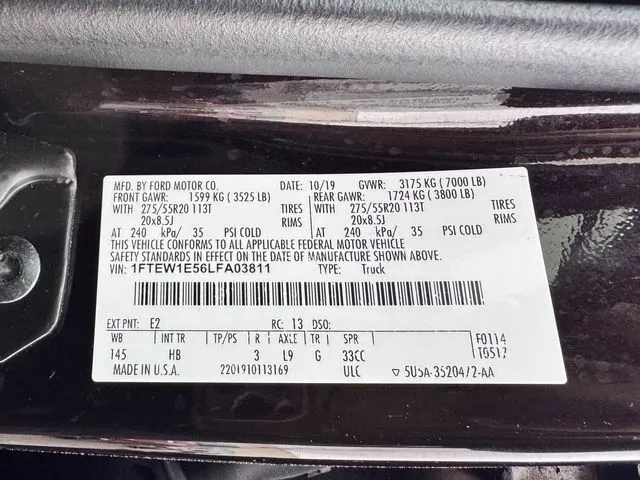 MFD. BY FORD MOTOR CO. DATE: 10/19 GVWR: 3175 KG ( 7000 LB)
FRONT GAWR: 1599 KG ( 3525 LB) REAR GAWR: 1724 KG ( 3800 LB)
WITH 275/55R20 113T TIRES WITH 275/55R20 113T TIRES
20x8.5J RIMS 20x8.5J RIMS
AT 240 kPa/ 35 PSI COLD AT 240 kPa/ 35 PSI COLD
THIS VEHICLE CONFORMS TO ALL APPLICABLE FEDERAL MOTOR VEHICLE
SAFETY STANDARDS IN EFFECT ON THE DATE OF MANUFACTURE SHOWN ABOVE.
VIN: 1FTEW1E56LFA03811 TYPE: Truck
EXT PNT: E2 RC: 13 DSO:
WB INT TR TP/PS R AXLE TR SPR F0114
145 HB 3 L9 G 33CC T0517
MADE IN U.S.A. 2201910113169 ULC ▽ 5U5A-3520472-AA